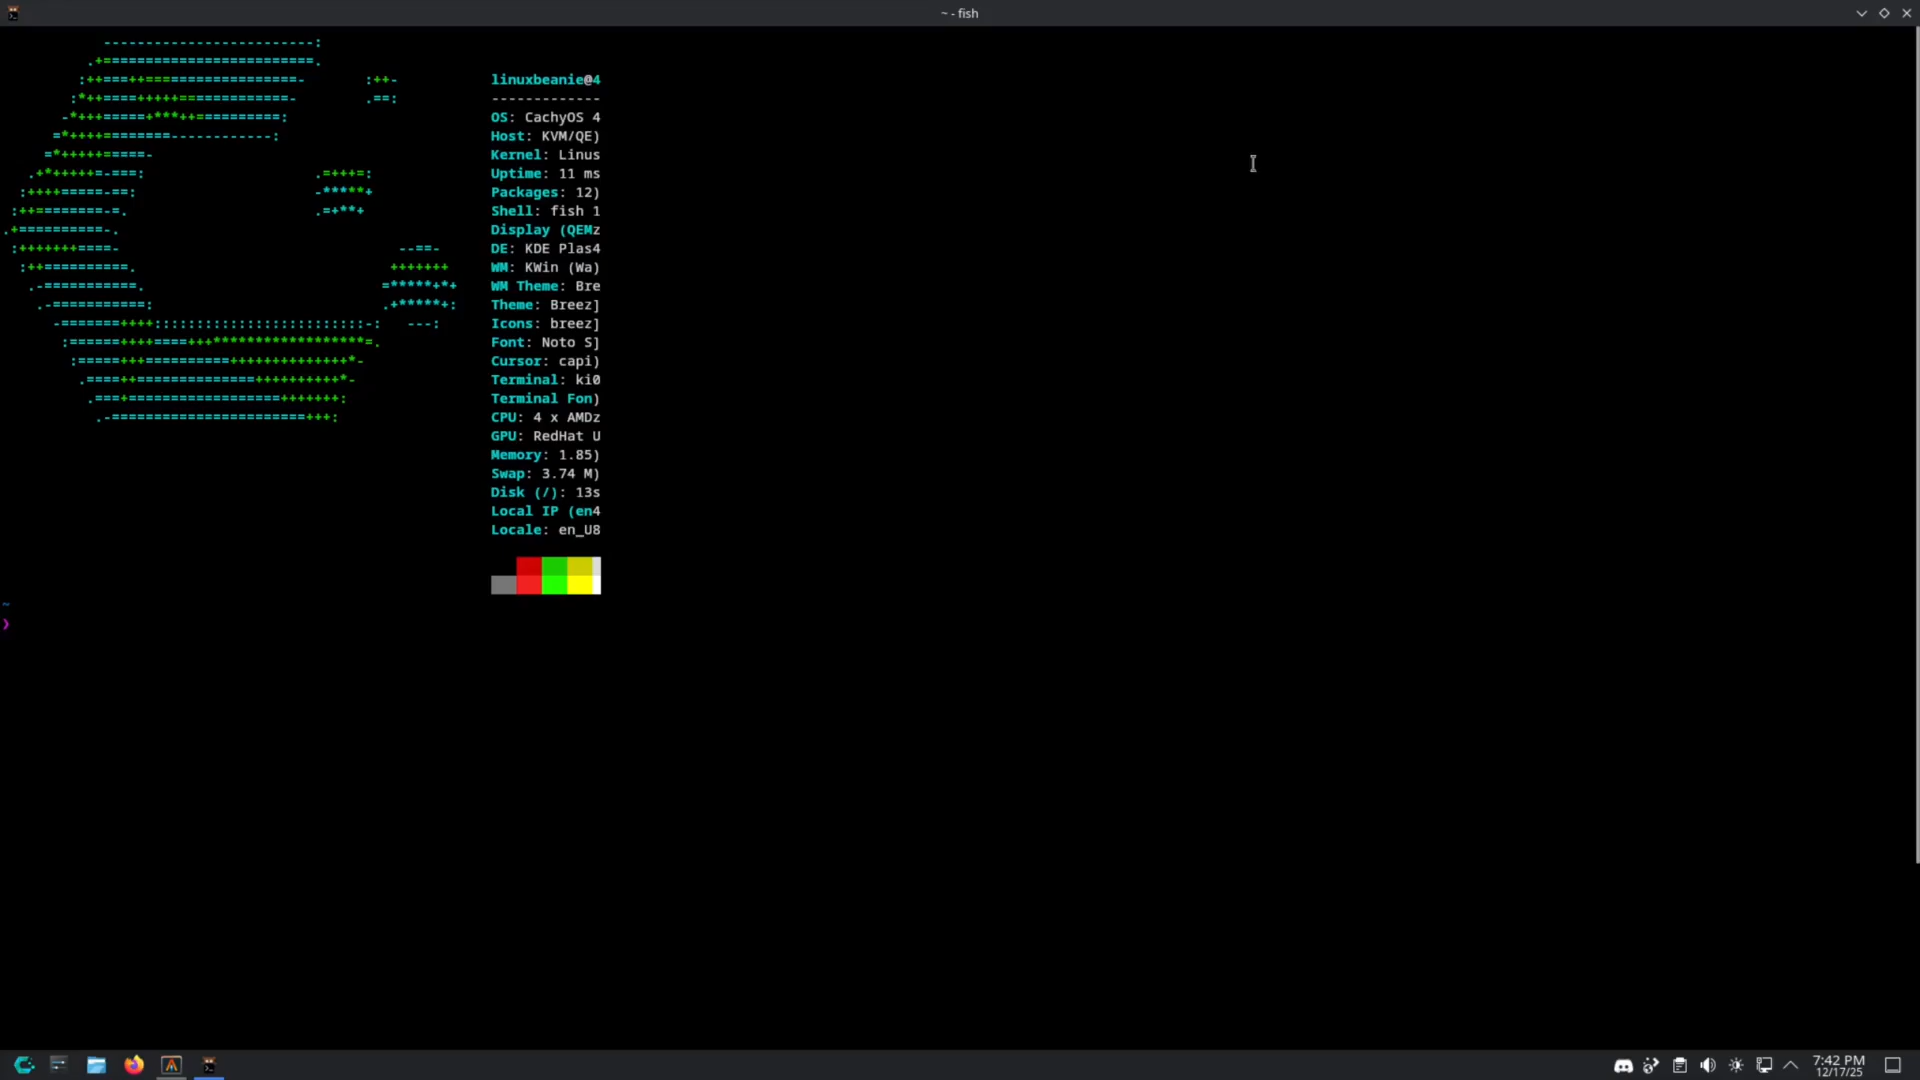 ~ - fish
linuxbeanie@4
-------------
OS: CachyOS 4
Host: KVM/QE)
Kernel: Linus
Uptime: 11 ms
Packages: 12)
Shell: fish 1
Display (QEMz
DE: KDE Plas4
WM: KWin (Wa)
WM Theme: Bre
Theme: Breez]
Icons: breez]
Font: Noto S]
Cursor: capi)
Terminal: ki0
Terminal Fon)
CPU: 4 x AMDz
GPU: RedHat U
Memory: 1.85)
Swap: 3.74 M)
Disk (/): 13s
Local IP (en4
Locale: en_U8
~
❯
7:42 PM
12/17/25